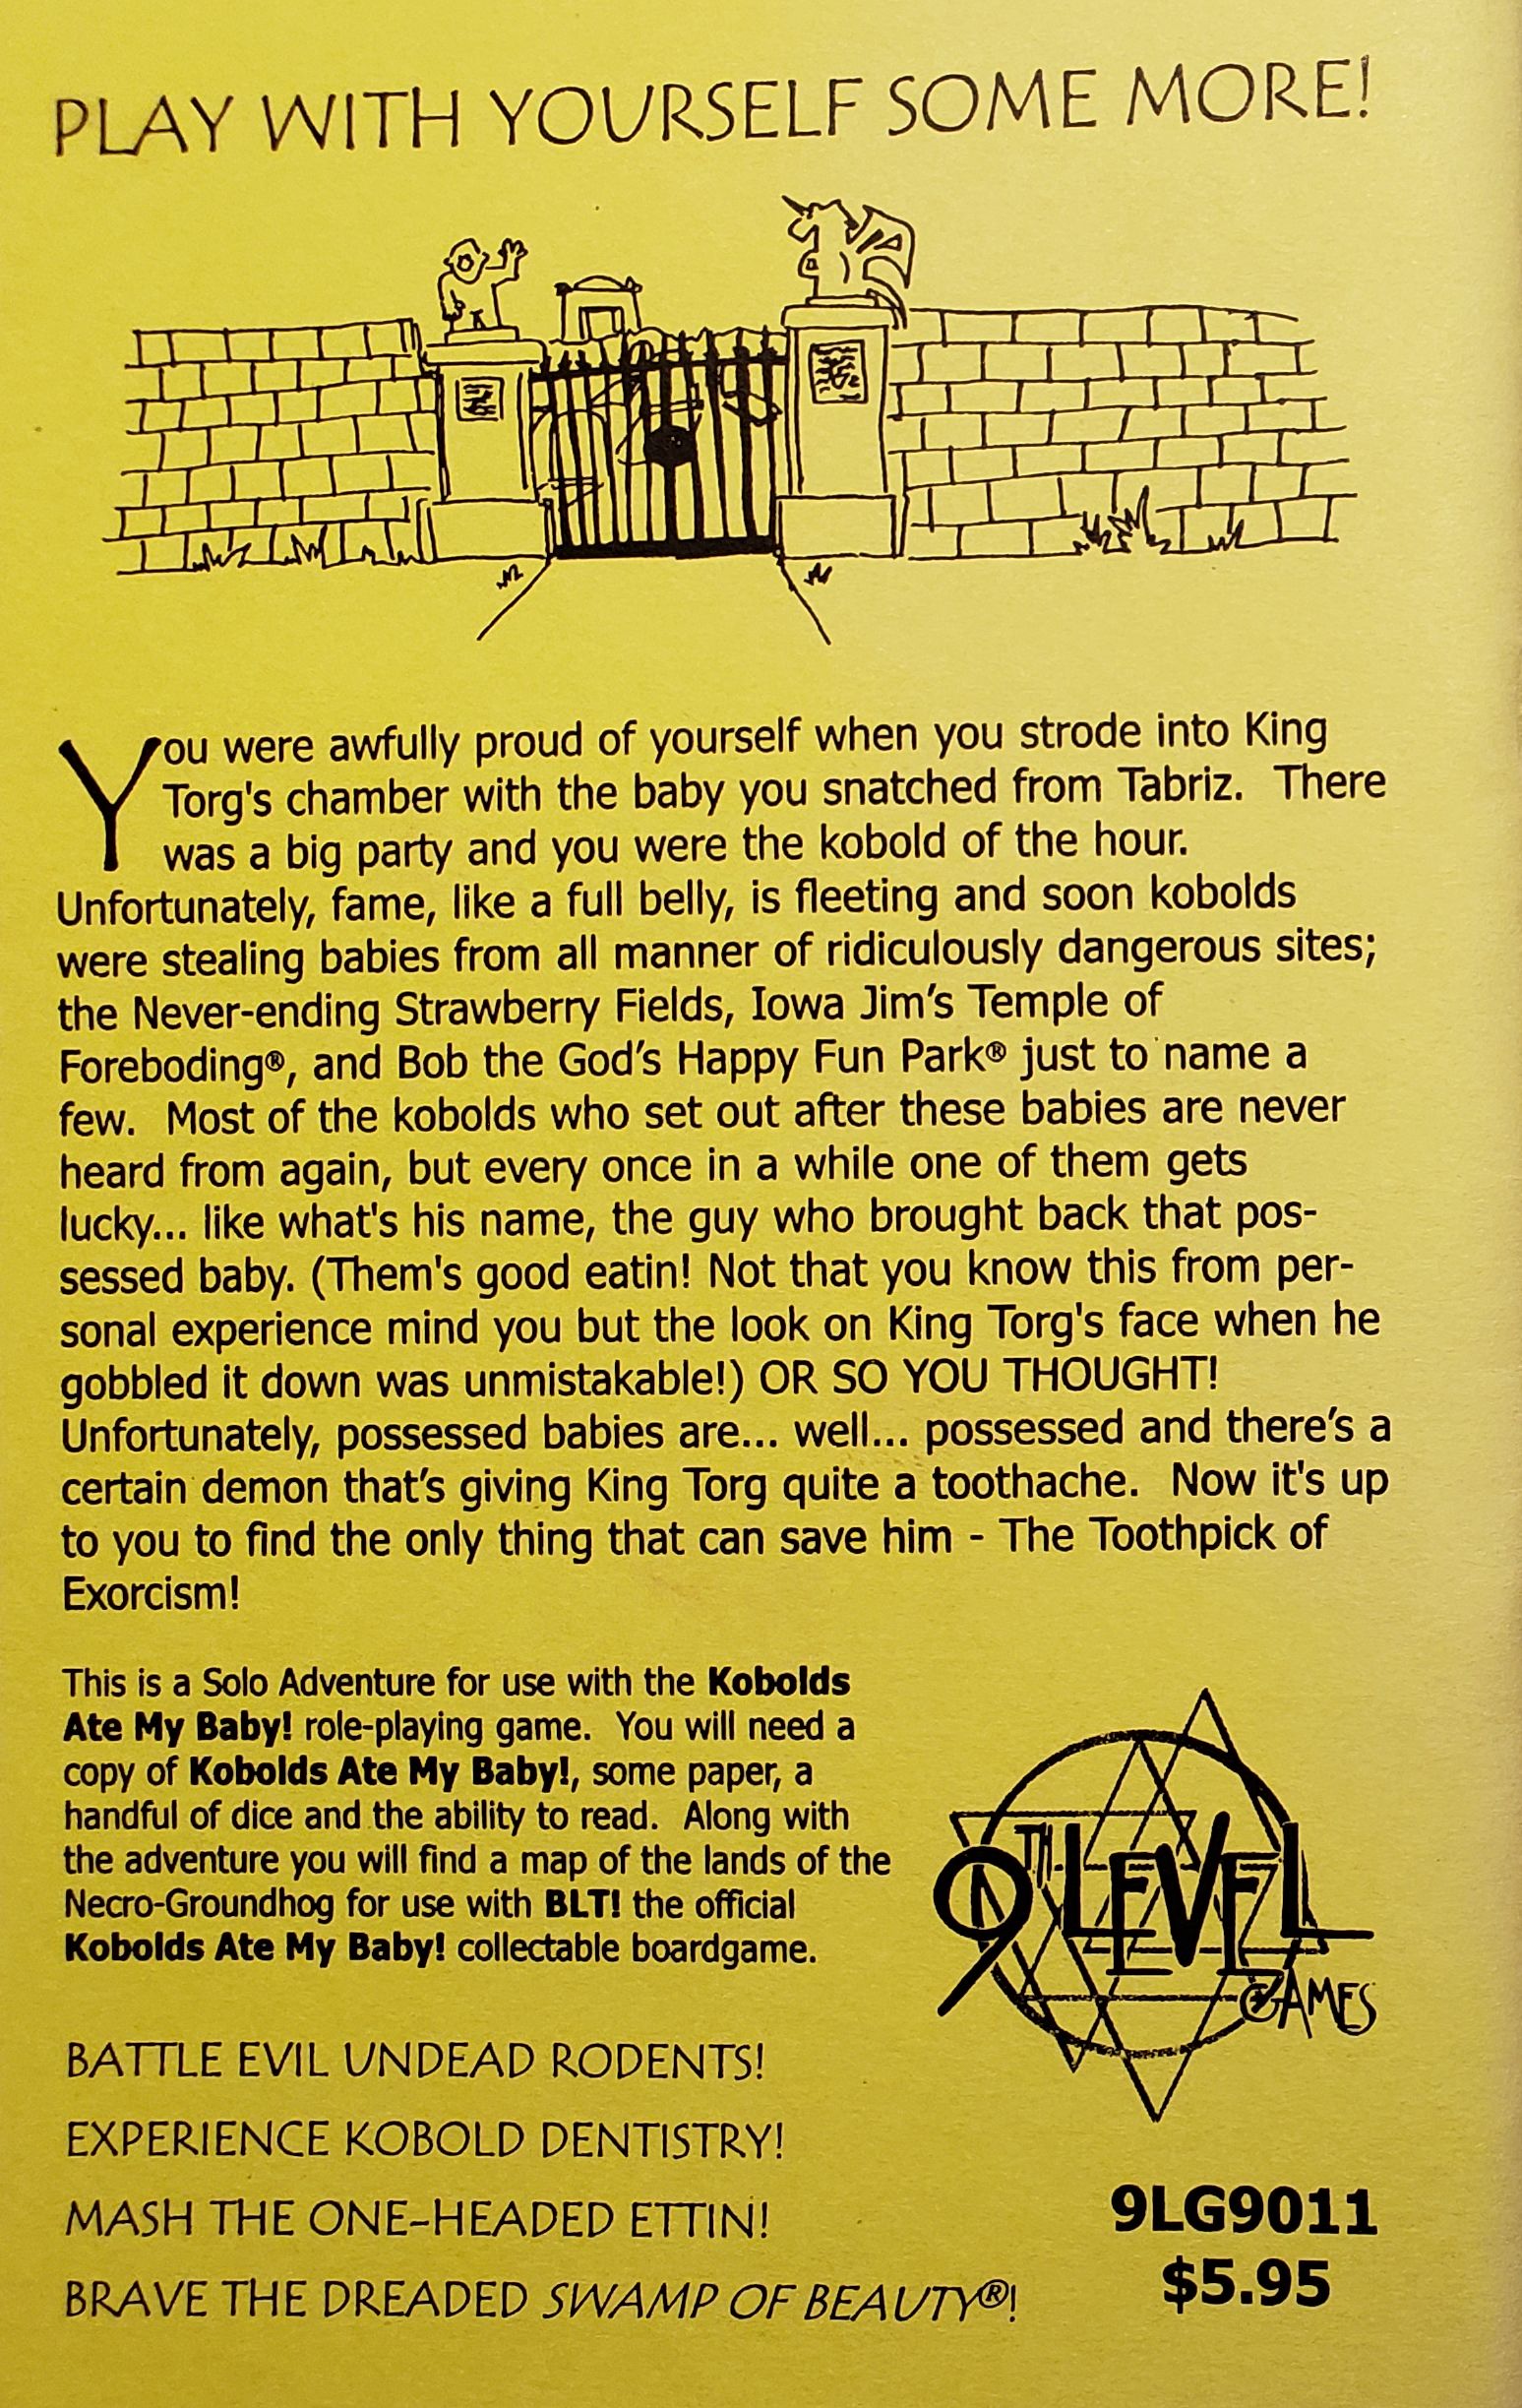 PLAY WITH YOURSELF SOME MORE!
You were awfully proud of yourself when you strode into King
Torg's chamber with the baby you snatched from Tabriz.  There
was a big party and you were the kobold of the hour.
Unfortunately, fame, like a full belly, is fleeting and soon kobolds
were stealing babies from all manner of ridiculously dangerous sites;
the Never-ending Strawberry Fields, Iowa Jim’s Temple of
Foreboding®, and Bob the God’s Happy Fun Park® just to name a
few.  Most of the kobolds who set out after these babies are never
heard from again, but every once in a while one of them gets
lucky... like what's his name, the guy who brought back that pos-
sessed baby. (Them's good eatin! Not that you know this from per-
sonal experience mind you but the look on King Torg's face when he
gobbled it down was unmistakable!) OR SO YOU THOUGHT!
Unfortunately, possessed babies are... well... possessed and there’s a
certain demon that’s giving King Torg quite a toothache.  Now it's up
to you to find the only thing that can save him - The Toothpick of
Exorcism!
This is a Solo Adventure for use with the Kobolds
Ate My Baby! role-playing game.  You will need a
copy of Kobolds Ate My Baby!, some paper, a
handful of dice and the ability to read.  Along with
the adventure you will find a map of the lands of the
Necro-Groundhog for use with BLT! the official
Kobolds Ate My Baby! collectable boardgame.
9TH LEVEL
GAMES
BATTLE EVIL UNDEAD RODENTS!
EXPERIENCE KOBOLD DENTISTRY!
MASH THE ONE-HEADED ETTIN!
BRAVE THE DREADED SWAMP OF BEAUTY®!
9LG9011
$5.95